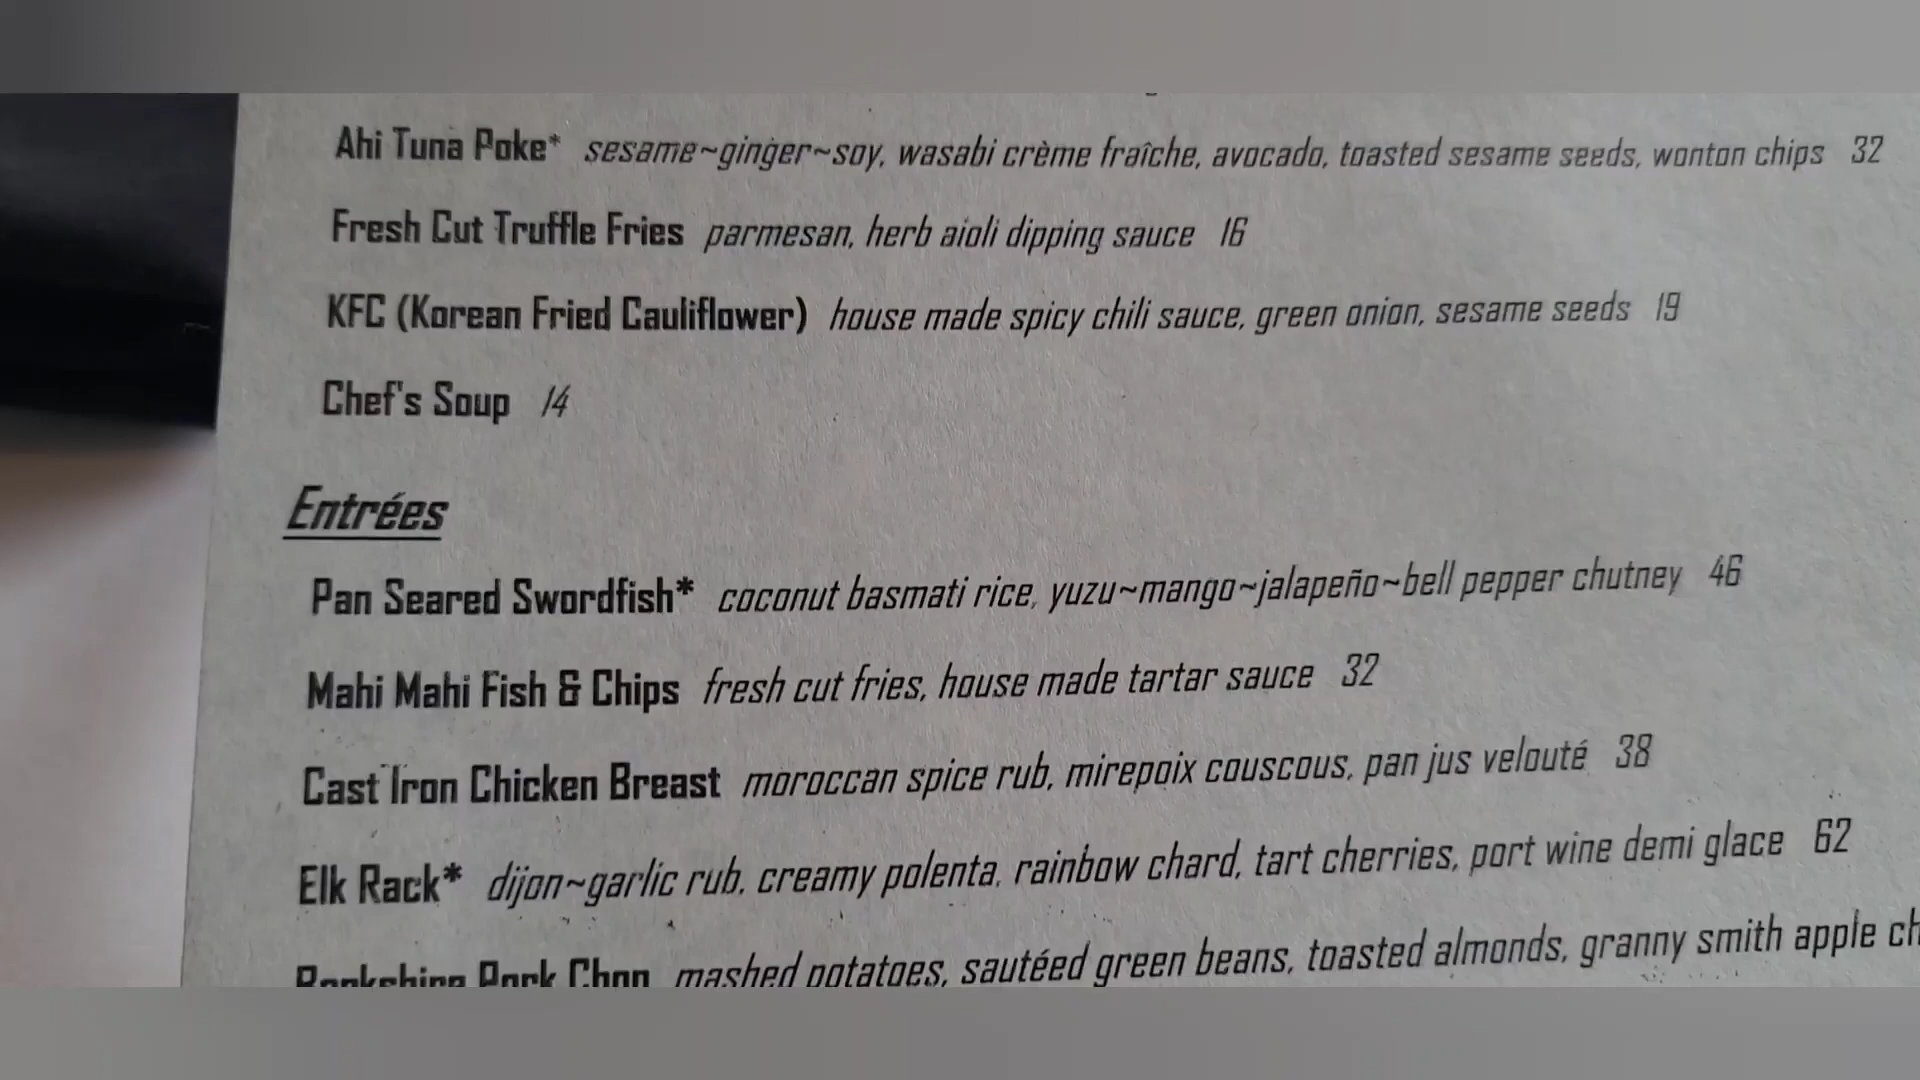 Ahi Tuna Poke* sesame~ginger~soy, wasabi crème fraîche, avocado, toasted sesame seeds, wonton chips 32
Fresh Cut Truffle Fries parmesan, herb aioli dipping sauce 16
KFC (Korean Fried Cauliflower) house made spicy chili sauce, green onion, sesame seeds 19
Chef's Soup 14
Entrées
Pan Seared Swordfish* coconut basmati rice, yuzu~mango~jalapeño~bell pepper chutney 46
Mahi Mahi Fish & Chips fresh cut fries, house made tartar sauce 32
Cast Iron Chicken Breast moroccan spice rub, mirepoix couscous, pan jus velouté 38
Elk Rack* dijon~garlic rub, creamy polenta, rainbow chard, tart cherries, port wine demi glace 62
Pork Chop mashed potatoes, sautéed green beans, toasted almonds, granny smith apple